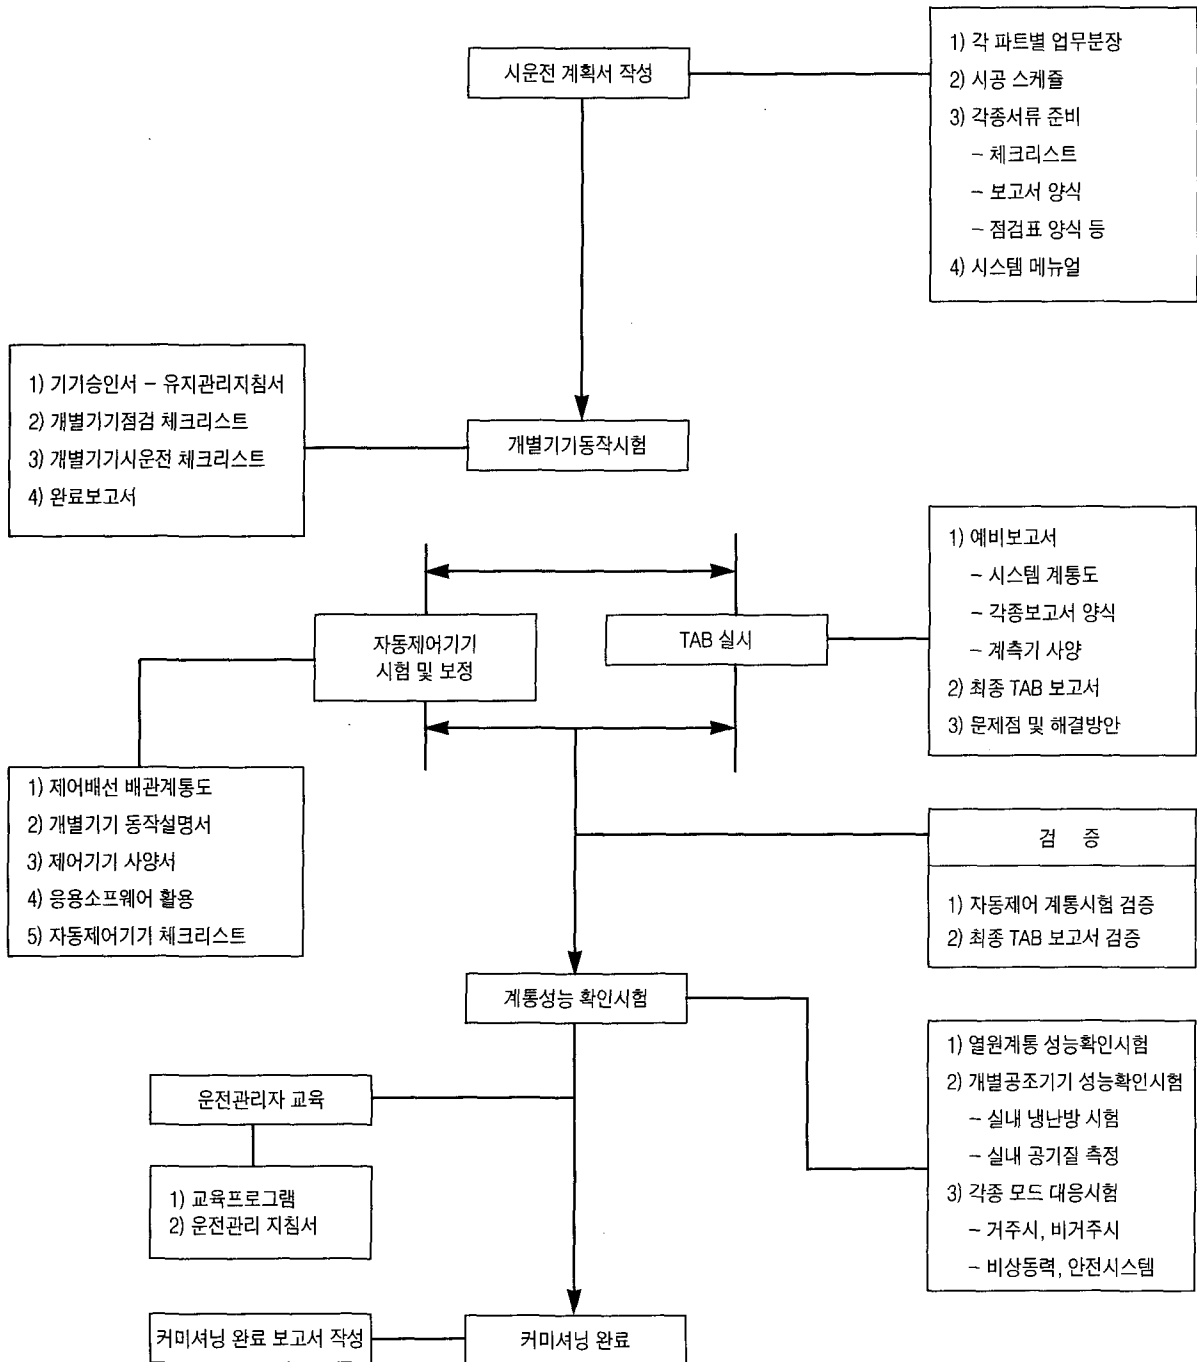 시운전 계획서 작성
1) 각 파트별 업무분장
2) 시공 스케쥴
3) 각종서류 준비
– 체크리스트
– 보고서 양식
– 점검표 양식 등
4) 시스템 메뉴얼
1) 기기승인서 – 유지관리지침서
2) 개별기기점검 체크리스트
3) 개별기기시운전 체크리스트
4) 완료보고서
개별기기동작시험
자동제어기기
시험 및 보정
TAB 실시
1) 예비보고서
– 시스템 계통도
– 각종보고서 양식
– 계측기 사양
2) 최종 TAB 보고서
3) 문제점 및 해결방안
1) 제어배선 배관계통도
2) 개별기기 동작설명서
3) 제어기기 사양서
4) 응용소프웨어 활용
5) 자동제어기기 체크리스트
검 증
1) 자동제어 계통시험 검증
2) 최종 TAB 보고서 검증
계통성능 확인시험
1) 열원계통 성능확인시험
2) 개별공조기기 성능확인시험
– 실내 냉난방 시험
– 실내 공기질 측정
3) 각종 모드 대응시험
– 거주시, 비거주시
– 비상동력, 안전시스템
운전관리자 교육
1) 교육프로그램
2) 운전관리 지침서
커미셔닝 완료 보고서 작성
커미셔닝 완료